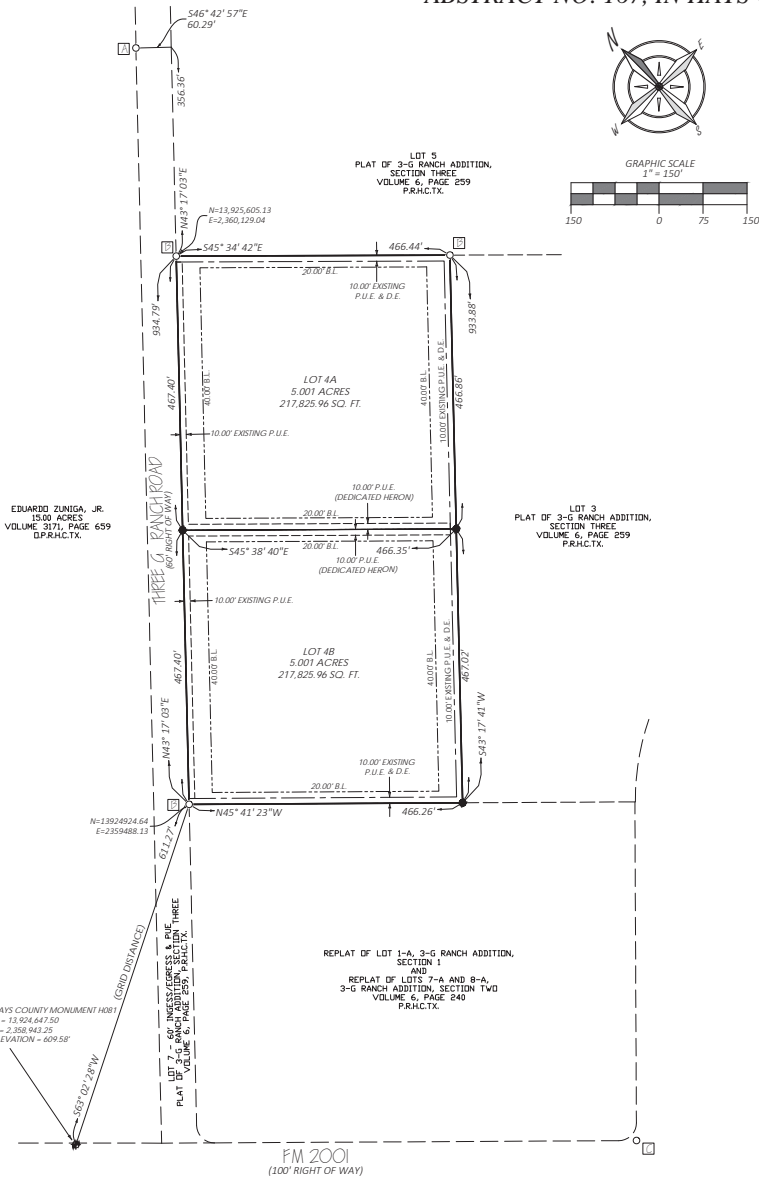 ABSTRACT NO. 167, IN HAYS
S46° 42' 57"E
60.29'
A
356.36'
N
E
W
S
GRAPHIC SCALE
1" = 150'
150
0
75
150
LOT 5
PLAT OF 3-G RANCH ADDITION,
SECTION THREE
VOLUME 6, PAGE 259
P.R.H.C.TX.
N43° 17' 03"E
N=13,925,605.13
E=2,360,129.04
B
S45° 34' 42"E
466.44'
B
20.00' B.L.
10.00' EXISTING
P.U.E. & D.E.
934.79'
933.88'
467.40'
40.00' B.L.
LOT 4A
5.001 ACRES
217,825.96 SQ. FT.
40.00' B.L.
10.00' EXISTING P.U.E. & D.E.
466.86'
10.00' EXISTING P.U.E.
THREE G RANCH ROAD
(60' RIGHT OF WAY)
EDUARDO ZUNIGA, JR.
15.00 ACRES
VOLUME 3171, PAGE 659
O.P.R.H.C.TX.
10.00' P.U.E.
(DEDICATED HERON)
20.00' B.L.
LOT 3
PLAT OF 3-G RANCH ADDITION,
SECTION THREE
VOLUME 6, PAGE 259
P.R.H.C.TX.
S45° 38' 40"E
20.00' B.L.
466.35'
10.00' P.U.E.
(DEDICATED HERON)
10.00' EXISTING P.U.E.
467.40'
40.00' B.L.
LOT 4B
5.001 ACRES
217,825.96 SQ. FT.
40.00' B.L.
10.00' EXISTING P.U.E. & D.E.
467.02'
N43° 17' 03"E
S43° 17' 41"W
10.00' EXISTING
P.U.E. & D.E.
20.00' B.L.
B
N45° 41' 23"W
466.26'
N=13924924.64
E=2359488.13
611.27'
(GRID DISTANCE)
LOT 7 - 60' INGESS/EGRESS & PUE
PLAT OF 3-G RANCH ADDITION, SECTION THREE
VOLUME 6, PAGE 259, P.R.H.C.TX.
REPLAT OF LOT 1-A, 3-G RANCH ADDITION,
SECTION 1
AND
REPLAT OF LOTS 7-A AND 8-A,
3-G RANCH ADDITION, SECTION TWO
VOLUME 6, PAGE 240
P.R.H.C.TX.
AYS COUNTY MONUMENT H081
= 13,924,647.50
= 2,358,943.25
EVATION = 609.58'
S63° 02' 28"W
C
FM 2001
(100' RIGHT OF WAY)